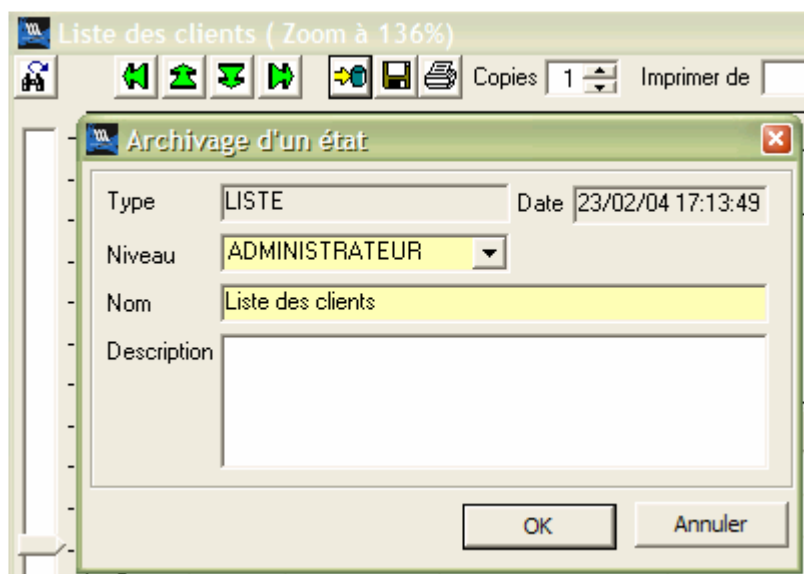 Liste des clients ( Zoom à 136%)
Copies 1 Imprimer de
Archivage d'un état
Type LISTE Date 23/02/04 17:13:49
Niveau ADMINISTRATEUR
Nom Liste des clients
Description
OK Annuler